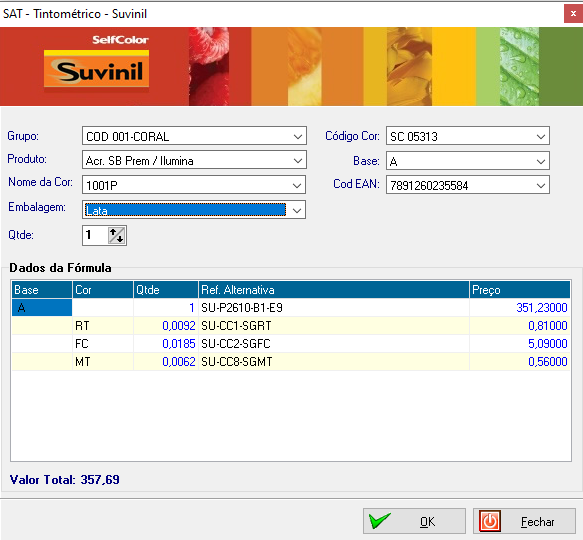 SAT - Tintométrico - Suvinil
SelfColor
Suvinil
Grupo: COD 001-CORAL Código Cor: SC 05313
Produto: Acr. SB Prem / Ilumina Base: A
Nome da Cor: 1001P Cod EAN: 7891260235584
Embalagem: Lata
Qtde: 1
Dados da Fórmula
Base Cor Qtde Ref. Alternativa Preço
A 1 SU-P2610-B1-E9 351,23000
RT 0,0092 SU-CC1-SGRT 0,81000
FC 0,0185 SU-CC2-SGFC 5,09000
MT 0,0062 SU-CC8-SGMT 0,56000
Valor Total: 357,69
OK Fechar